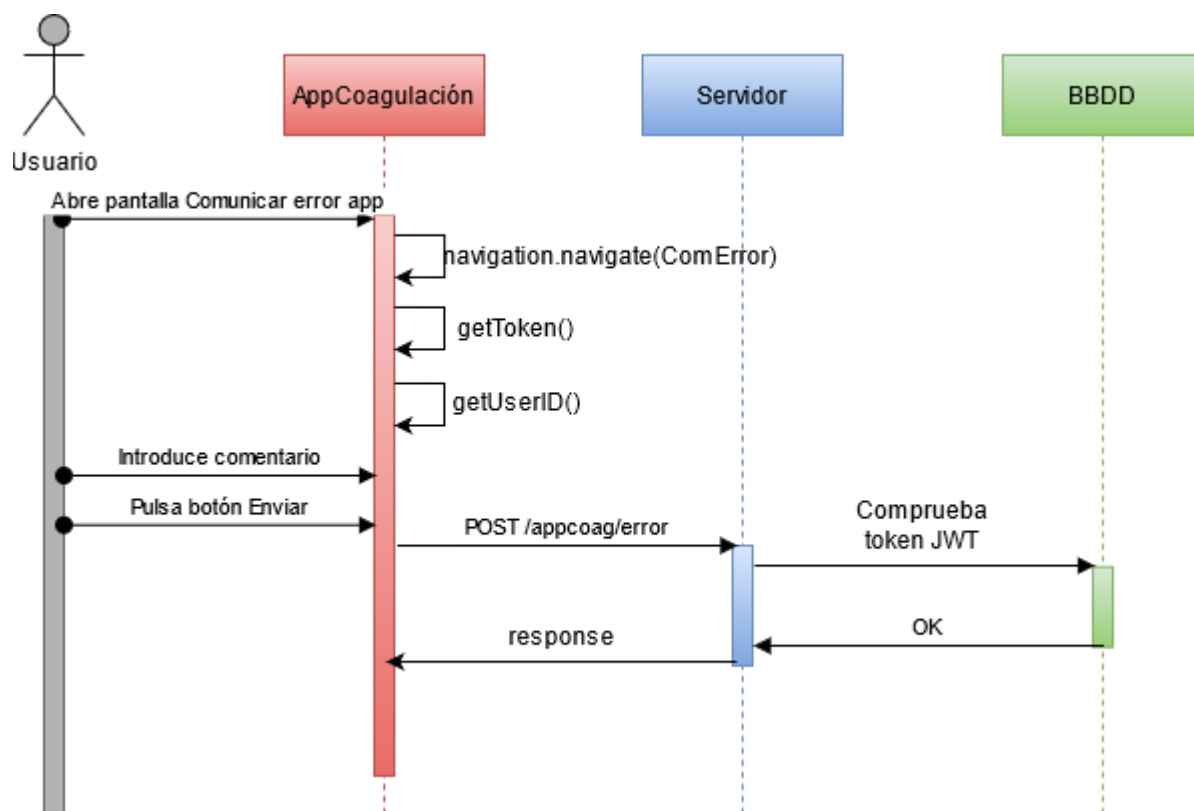 AppCoagulación
Servidor
BBDD
Usuario
Abre pantalla Comunicar error app
navigation.navigate(ComError)
getToken()
getUserID()
Introduce comentario
Pulsa botón Enviar
POST /appcoag/error
Comprueba
token JWT
OK
response